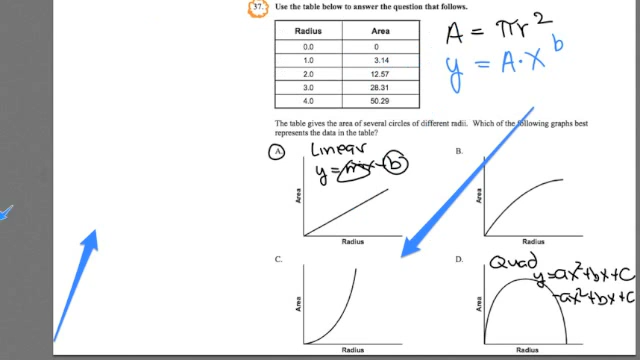 37. Use the table below to answer the question that follows.
Radius Area
0.0 0
1.0 3.14
2.0 12.57
3.0 28.31
4.0 50.29
A = πr²
y = A·x^b
The table gives the area of several circles of different radii. Which of the following graphs best
represents the data in the table?
A. Linear
y = mx+b
Area
Radius
B.
Area
Radius
C.
Area
Radius
D. Quad
y=ax²+bx+c
-ax²+bx+c
Area
Radius